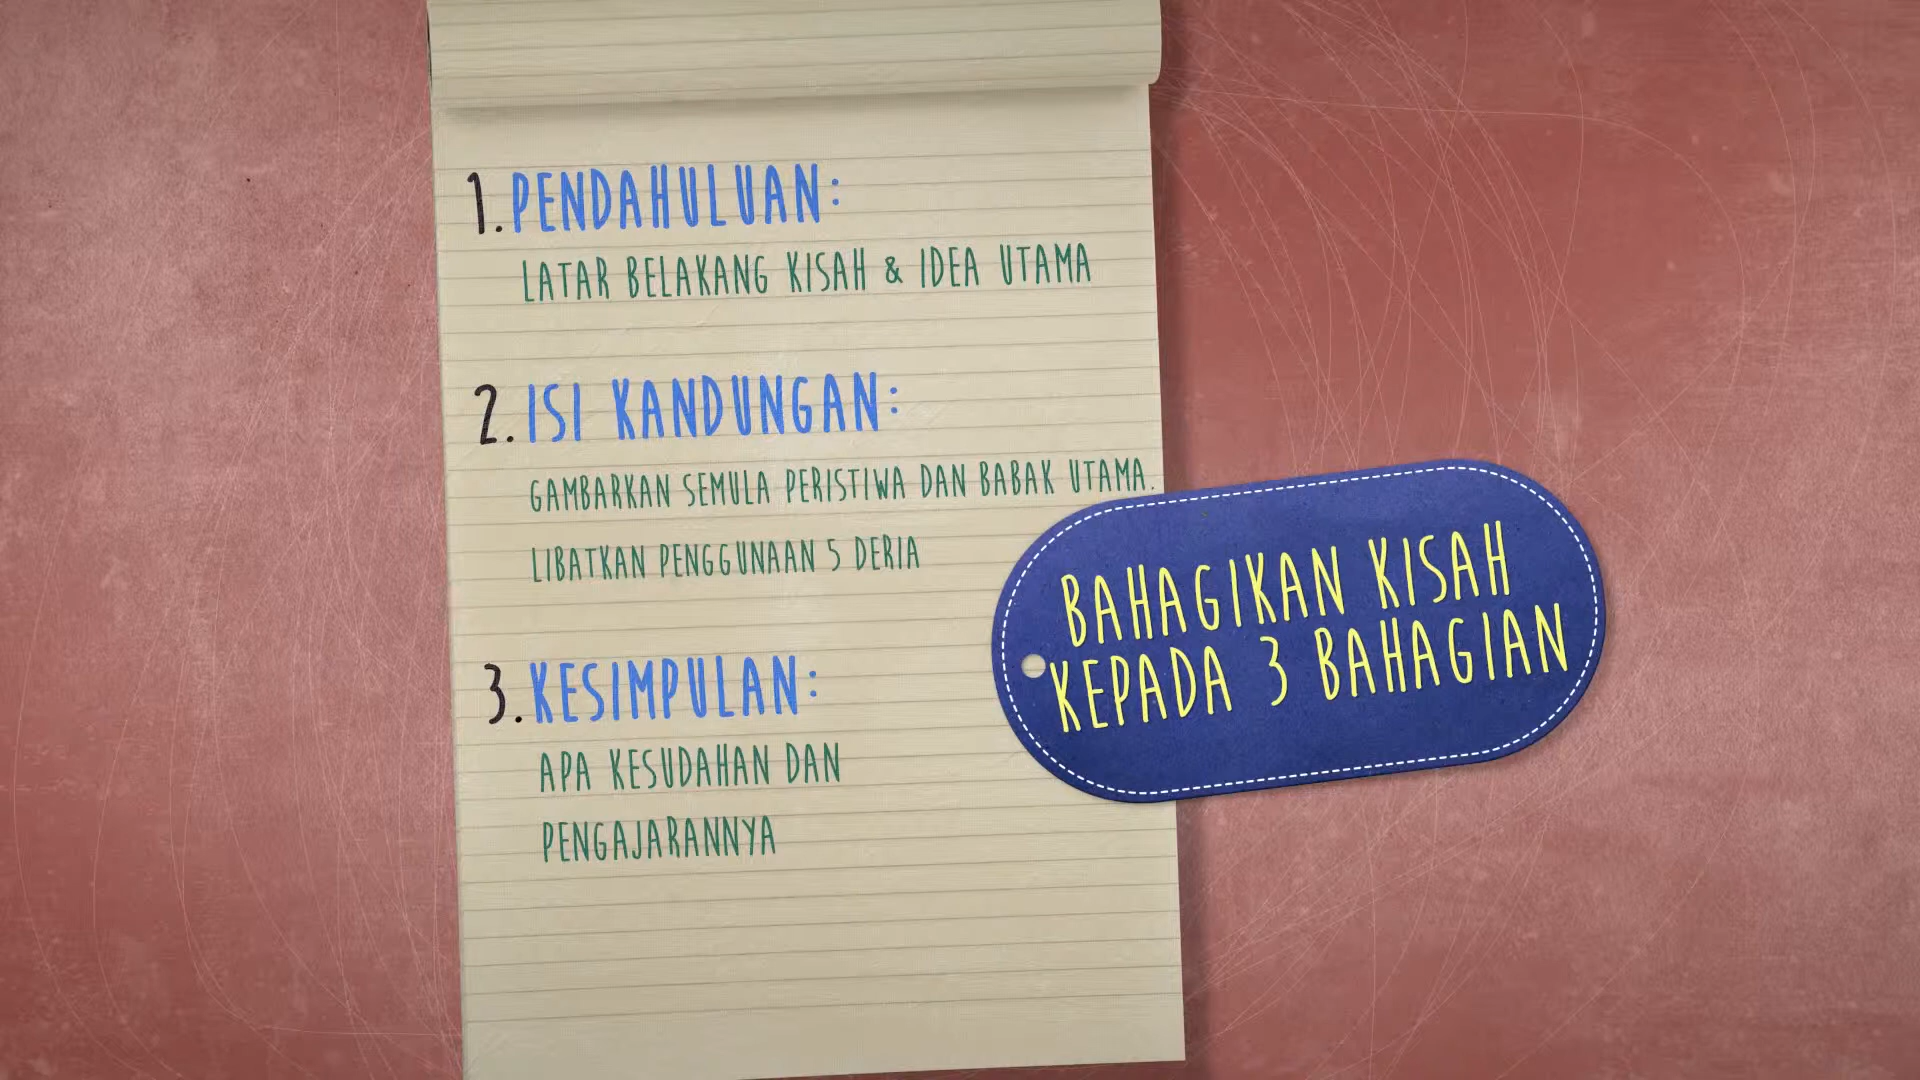 1. PENDAHULUAN:
LATAR BELAKANG KISAH & IDEA UTAMA
2. ISI KANDUNGAN:
GAMBARKAN SEMULA PERISTIWA DAN BABAK UTAMA.
LIBATKAN PENGGUNAAN 5 DERIA
3. KESIMPULAN:
APA KESUDAHAN DAN
PENGAJARANNYA
BAHAGIKAN KISAH
KEPADA 3 BAHAGIAN